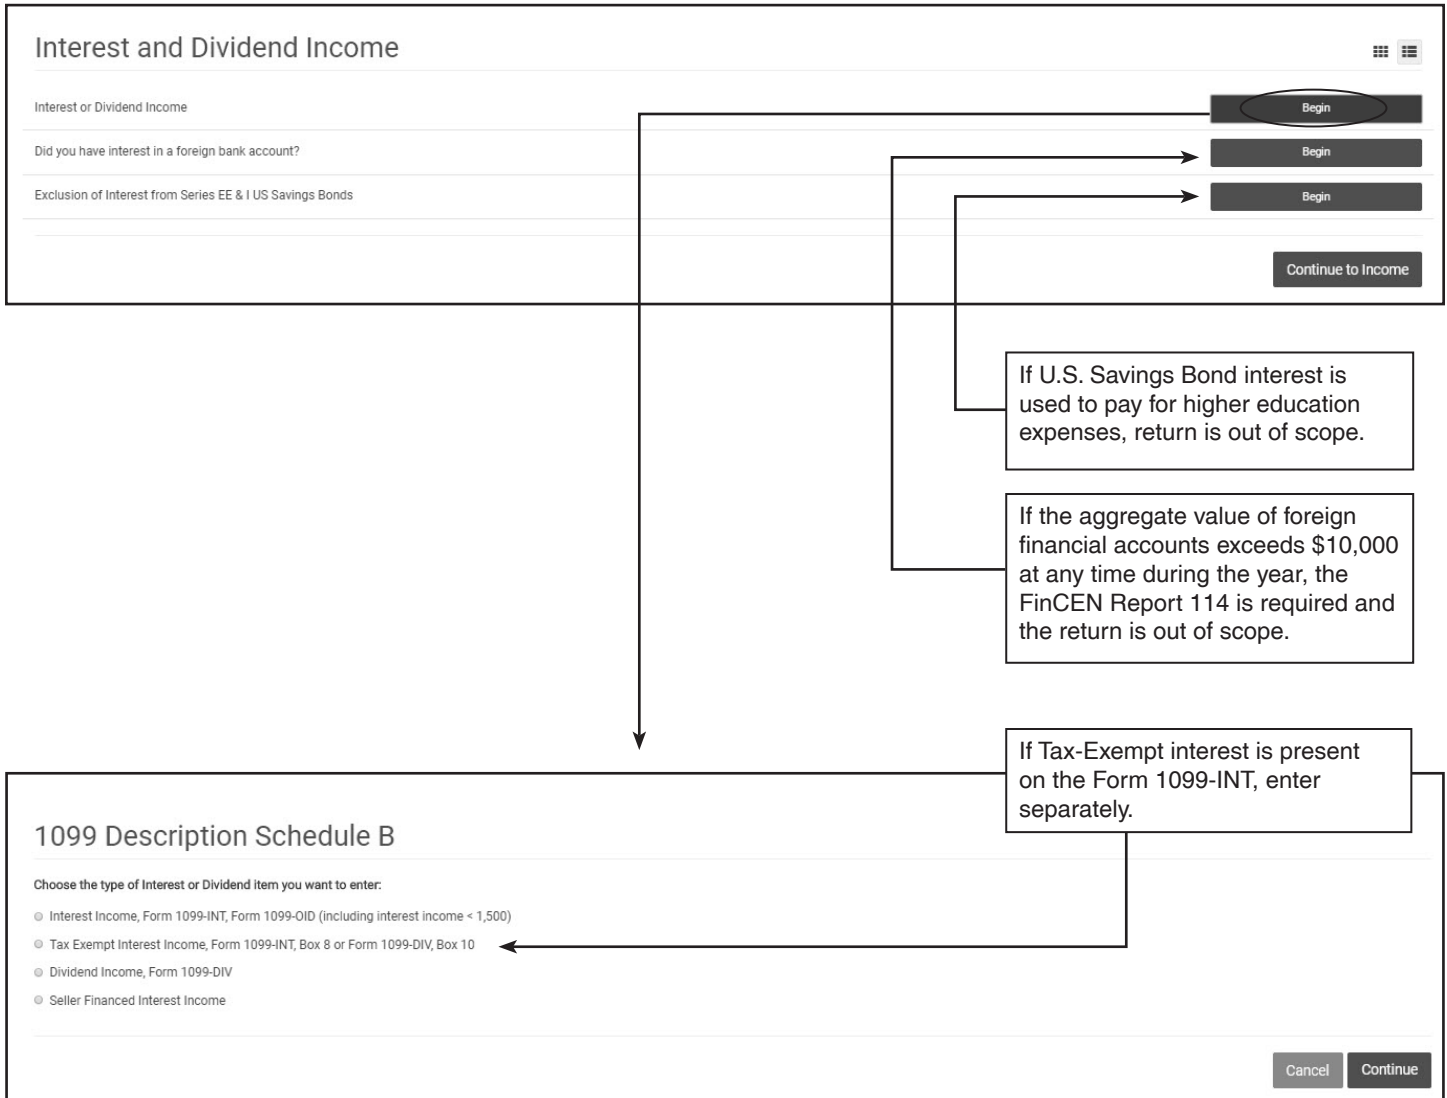 Interest and Dividend Income
Interest or Dividend Income
Begin
Did you have interest in a foreign bank account?
Begin
Exclusion of Interest from Series EE & I US Savings Bonds
Begin
Continue to Income
If U.S. Savings Bond interest is
used to pay for higher education
expenses, return is out of scope.
If the aggregate value of foreign
financial accounts exceeds $10,000
at any time during the year, the
FinCEN Report 114 is required and
the return is out of scope.
If Tax-Exempt interest is present
on the Form 1099-INT, enter
separately.
1099 Description Schedule B
Choose the type of Interest or Dividend item you want to enter:
Interest Income, Form 1099-INT, Form 1099-OID (including interest income < 1,500)
Tax Exempt Interest Income, Form 1099-INT, Box 8 or Form 1099-DIV, Box 10
Dividend Income, Form 1099-DIV
Seller Financed Interest Income
Cancel
Continue